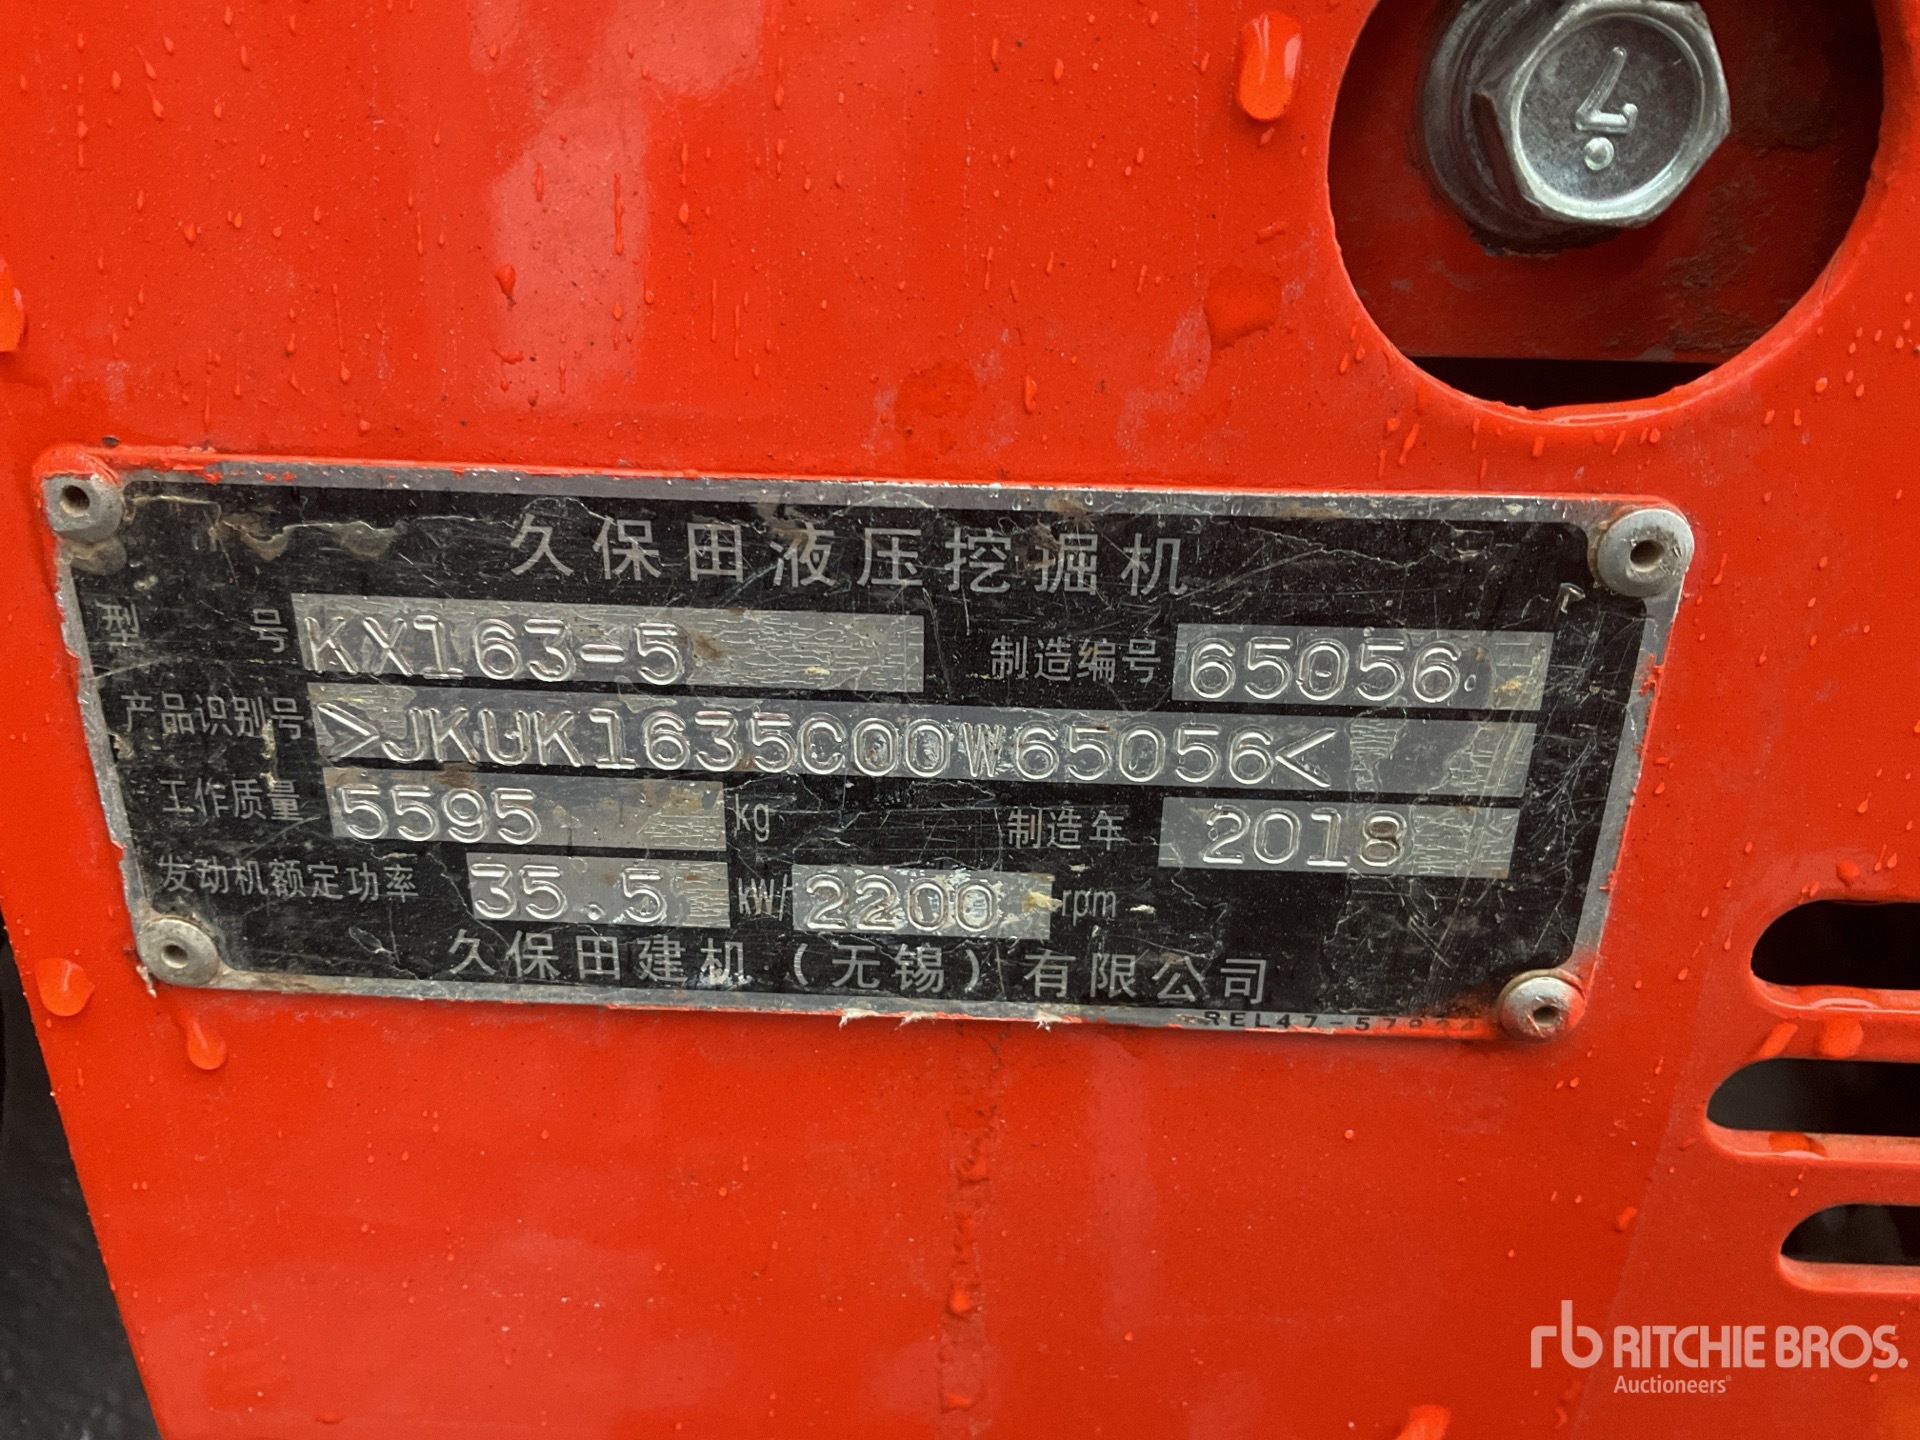 7
久保田液压挖掘机
型 号 KX163-5 制造编号 65056
产品识别号 >JKUK1635C00W65056<
工作质量 5595 kg 制造年 2018
发动机额定功率 35.5 kW/ 2200 rpm
久保田建机（无锡）有限公司
rb RITCHIE BROS.
Auctioneers